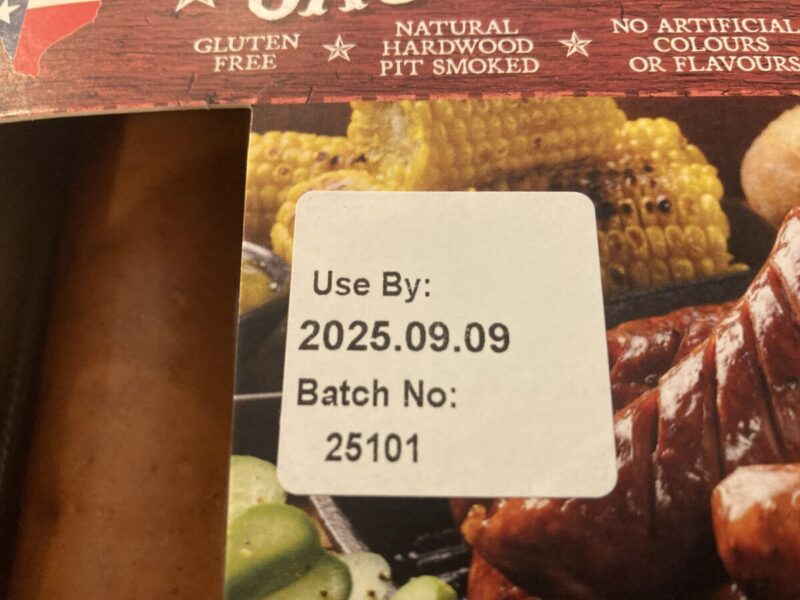 GLUTEN
FREE
NATURAL
HARDWOOD
PIT SMOKED
NO ARTIFICIAL
COLOURS
OR FLAVOURS
Use By:
2025.09.09
Batch No:
25101